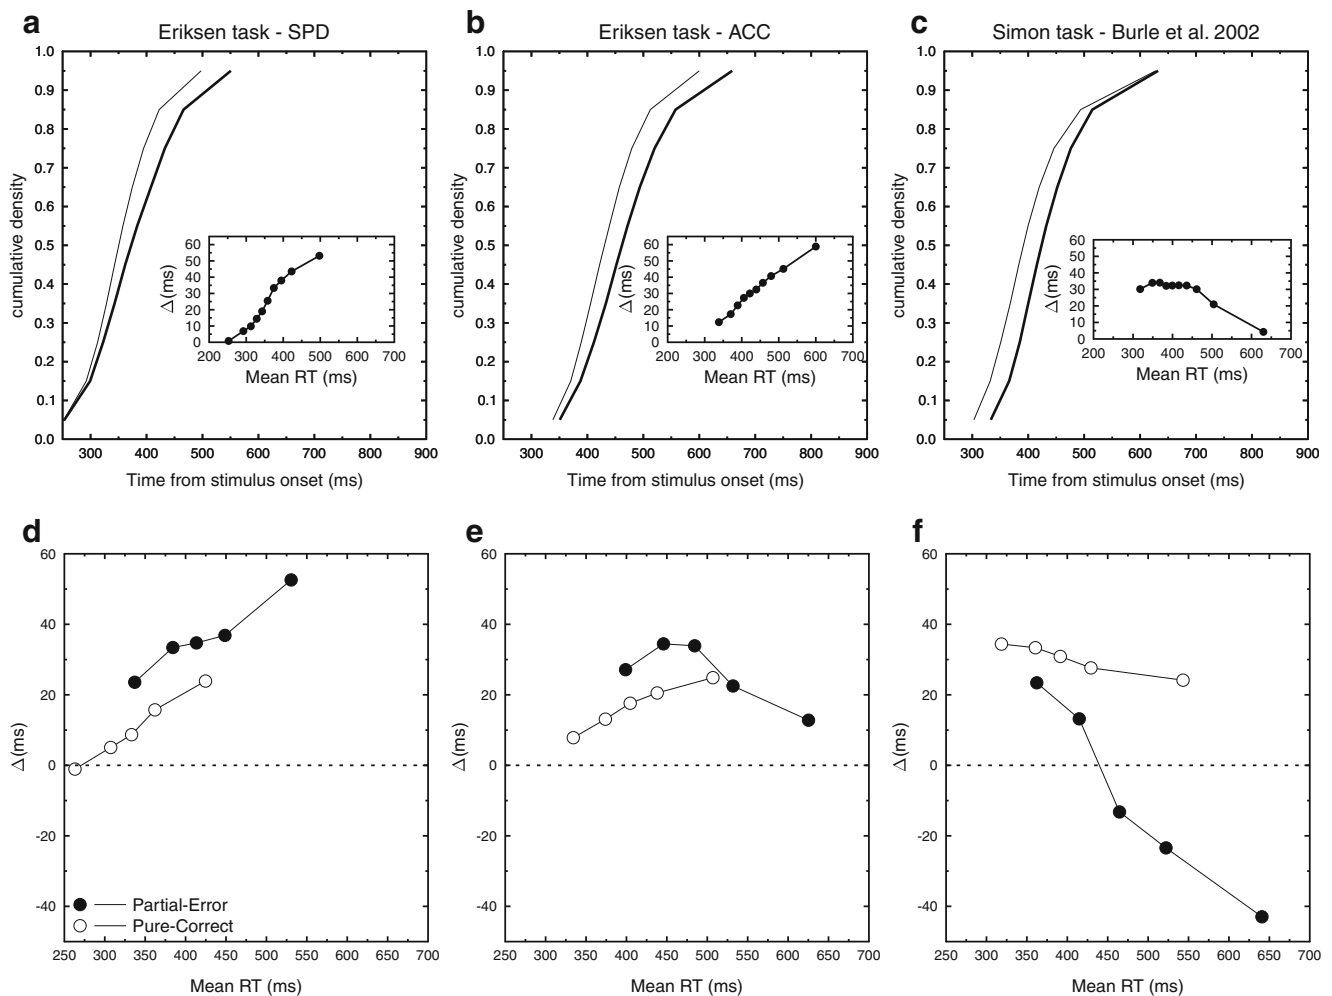 a
Eriksen task - SPD
1.0
0.9
0.8
0.7
0.6
0.5
0.4
0.3
0.2
0.1
0.0
cumulative density
300 400 500 600 700 800 900
Time from stimulus onset (ms)
60
50
40
30
20
10
0
Δ(ms)
200 300 400 500 600 700
Mean RT (ms)
b
Eriksen task - ACC
1.0
0.9
0.8
0.7
0.6
0.5
0.4
0.3
0.2
0.1
0.0
cumulative density
300 400 500 600 700 800 900
Time from stimulus onset (ms)
60
50
40
30
20
10
0
Δ(ms)
200 300 400 500 600 700
Mean RT (ms)
c
Simon task - Burle et al. 2002
1.0
0.9
0.8
0.7
0.6
0.5
0.4
0.3
0.2
0.1
0.0
cumulative density
300 400 500 600 700 800 900
Time from stimulus onset (ms)
60
50
40
30
20
10
0
Δ(ms)
200 300 400 500 600 700
Mean RT (ms)
d
60
40
20
0
-20
-40
Δ(ms)
Partial-Error
Pure-Correct
250 300 350 400 450 500 550 600 650 700
Mean RT (ms)
e
60
40
20
0
-20
-40
Δ(ms)
250 300 350 400 450 500 550 600 650 700
Mean RT (ms)
f
60
40
20
0
-20
-40
Δ(ms)
250 300 350 400 450 500 550 600 650 700
Mean RT (ms)